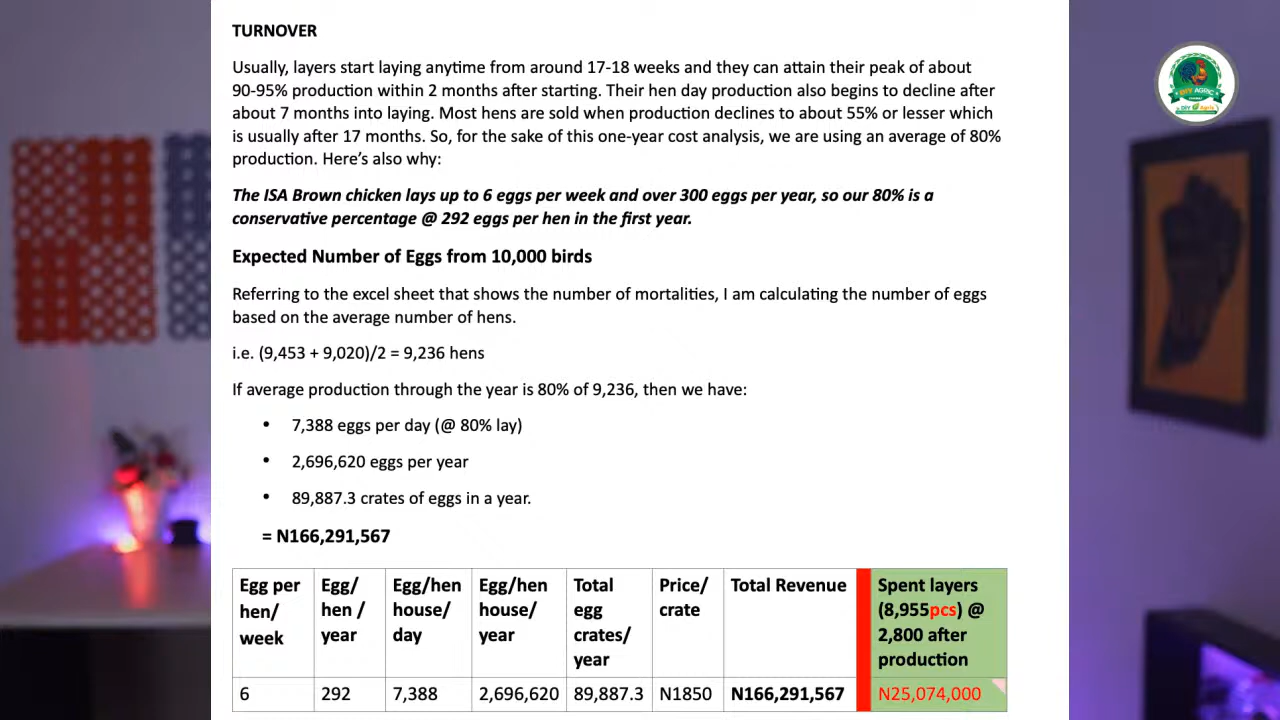 TURNOVER
Usually, layers start laying anytime from around 17-18 weeks and they can attain their peak of about
90-95% production within 2 months after starting. Their hen day production also begins to decline after
about 7 months into laying. Most hens are sold when production declines to about 55% or lesser which
is usually after 17 months. So, for the sake of this one-year cost analysis, we are using an average of 80%
production. Here's also why:
The ISA Brown chicken lays up to 6 eggs per week and over 300 eggs per year, so our 80% is a
conservative percentage @ 292 eggs per hen in the first year.
Expected Number of Eggs from 10,000 birds
Referring to the excel sheet that shows the number of mortalities, I am calculating the number of eggs
based on the average number of hens.
i.e. (9,453 + 9,020)/2 = 9,236 hens
If average production through the year is 80% of 9,236, then we have:
• 7,388 eggs per day (@ 80% lay)
• 2,696,620 eggs per year
• 89,887.3 crates of eggs in a year.
= N166,291,567
Egg per hen/ week
Egg/ hen / year
Egg/hen house/ day
Egg/hen house/ year
Total egg crates/ year
Price/ crate
Total Revenue
Spent layers (8,955pcs) @ 2,800 after production
6
292
7,388
2,696,620
89,887.3
N1850
N166,291,567
N25,074,000
DIY AGRIC
DIY Agric